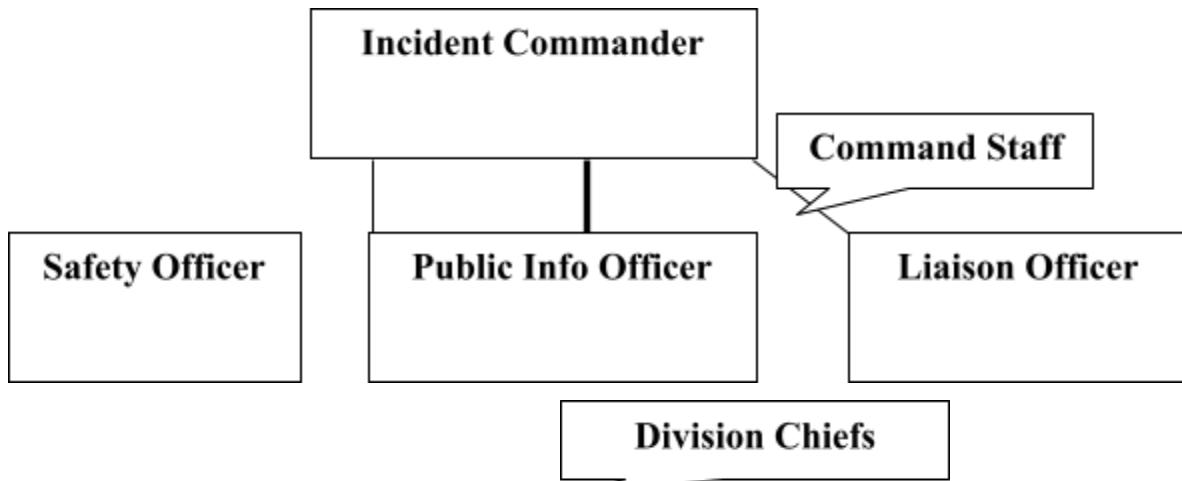 Incident Commander
Command Staff
Safety Officer
Public Info Officer
Liaison Officer
Division Chiefs